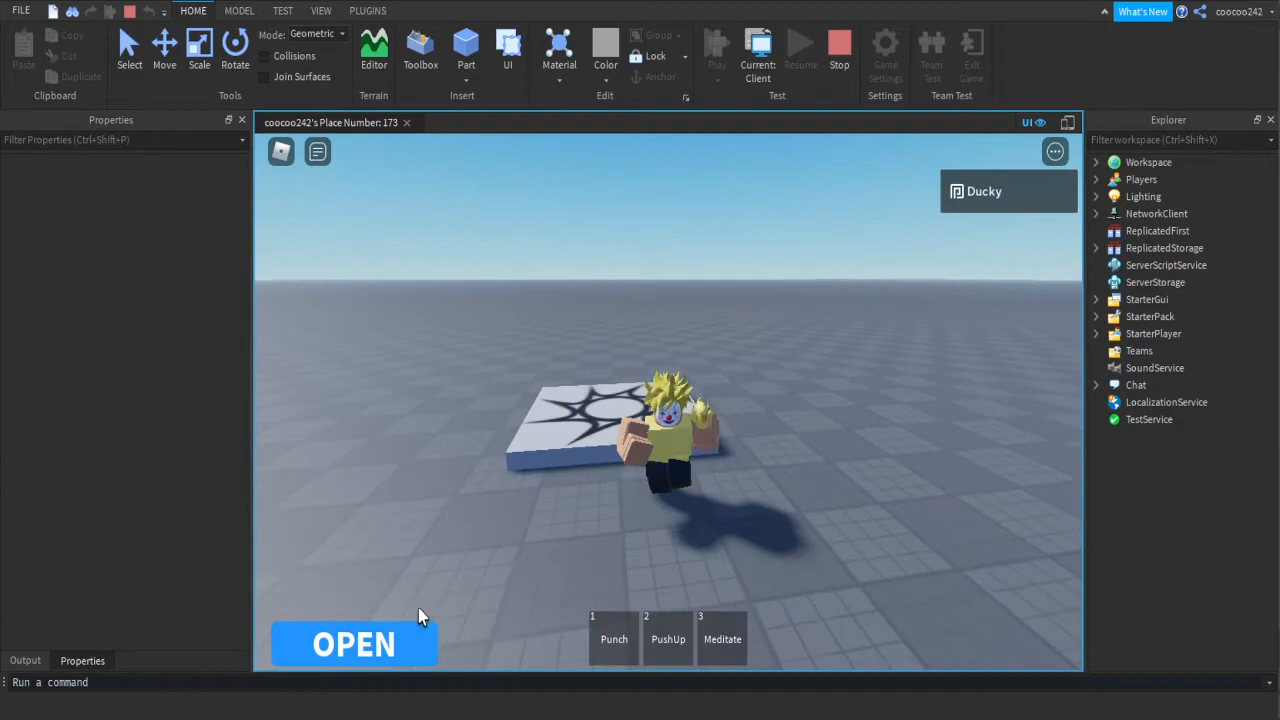 FILE HOME MODEL TEST VIEW PLUGINS What's New coocoo242
Paste Copy Cut Duplicate Clipboard
Select Move Scale Rotate Mode: Geometric Collisions Join Surfaces Tools
Editor Terrain
Toolbox Part UI Insert
Material Color Group Lock Anchor Edit
Play Current: Client Resume Stop Test
Game Settings Settings
Team Test Exit Game Team Test
Properties
Filter Properties (Ctrl+Shift+P)
coocoo242's Place Number: 173
UI
Ducky
OPEN
1 Punch
2 PushUp
3 Meditate
Explorer
Filter workspace (Ctrl+Shift+X)
Workspace
Players
Lighting
NetworkClient
ReplicatedFirst
ReplicatedStorage
ServerScriptService
ServerStorage
StarterGui
StarterPack
StarterPlayer
Teams
SoundService
Chat
LocalizationService
TestService
Output Properties
Run a command